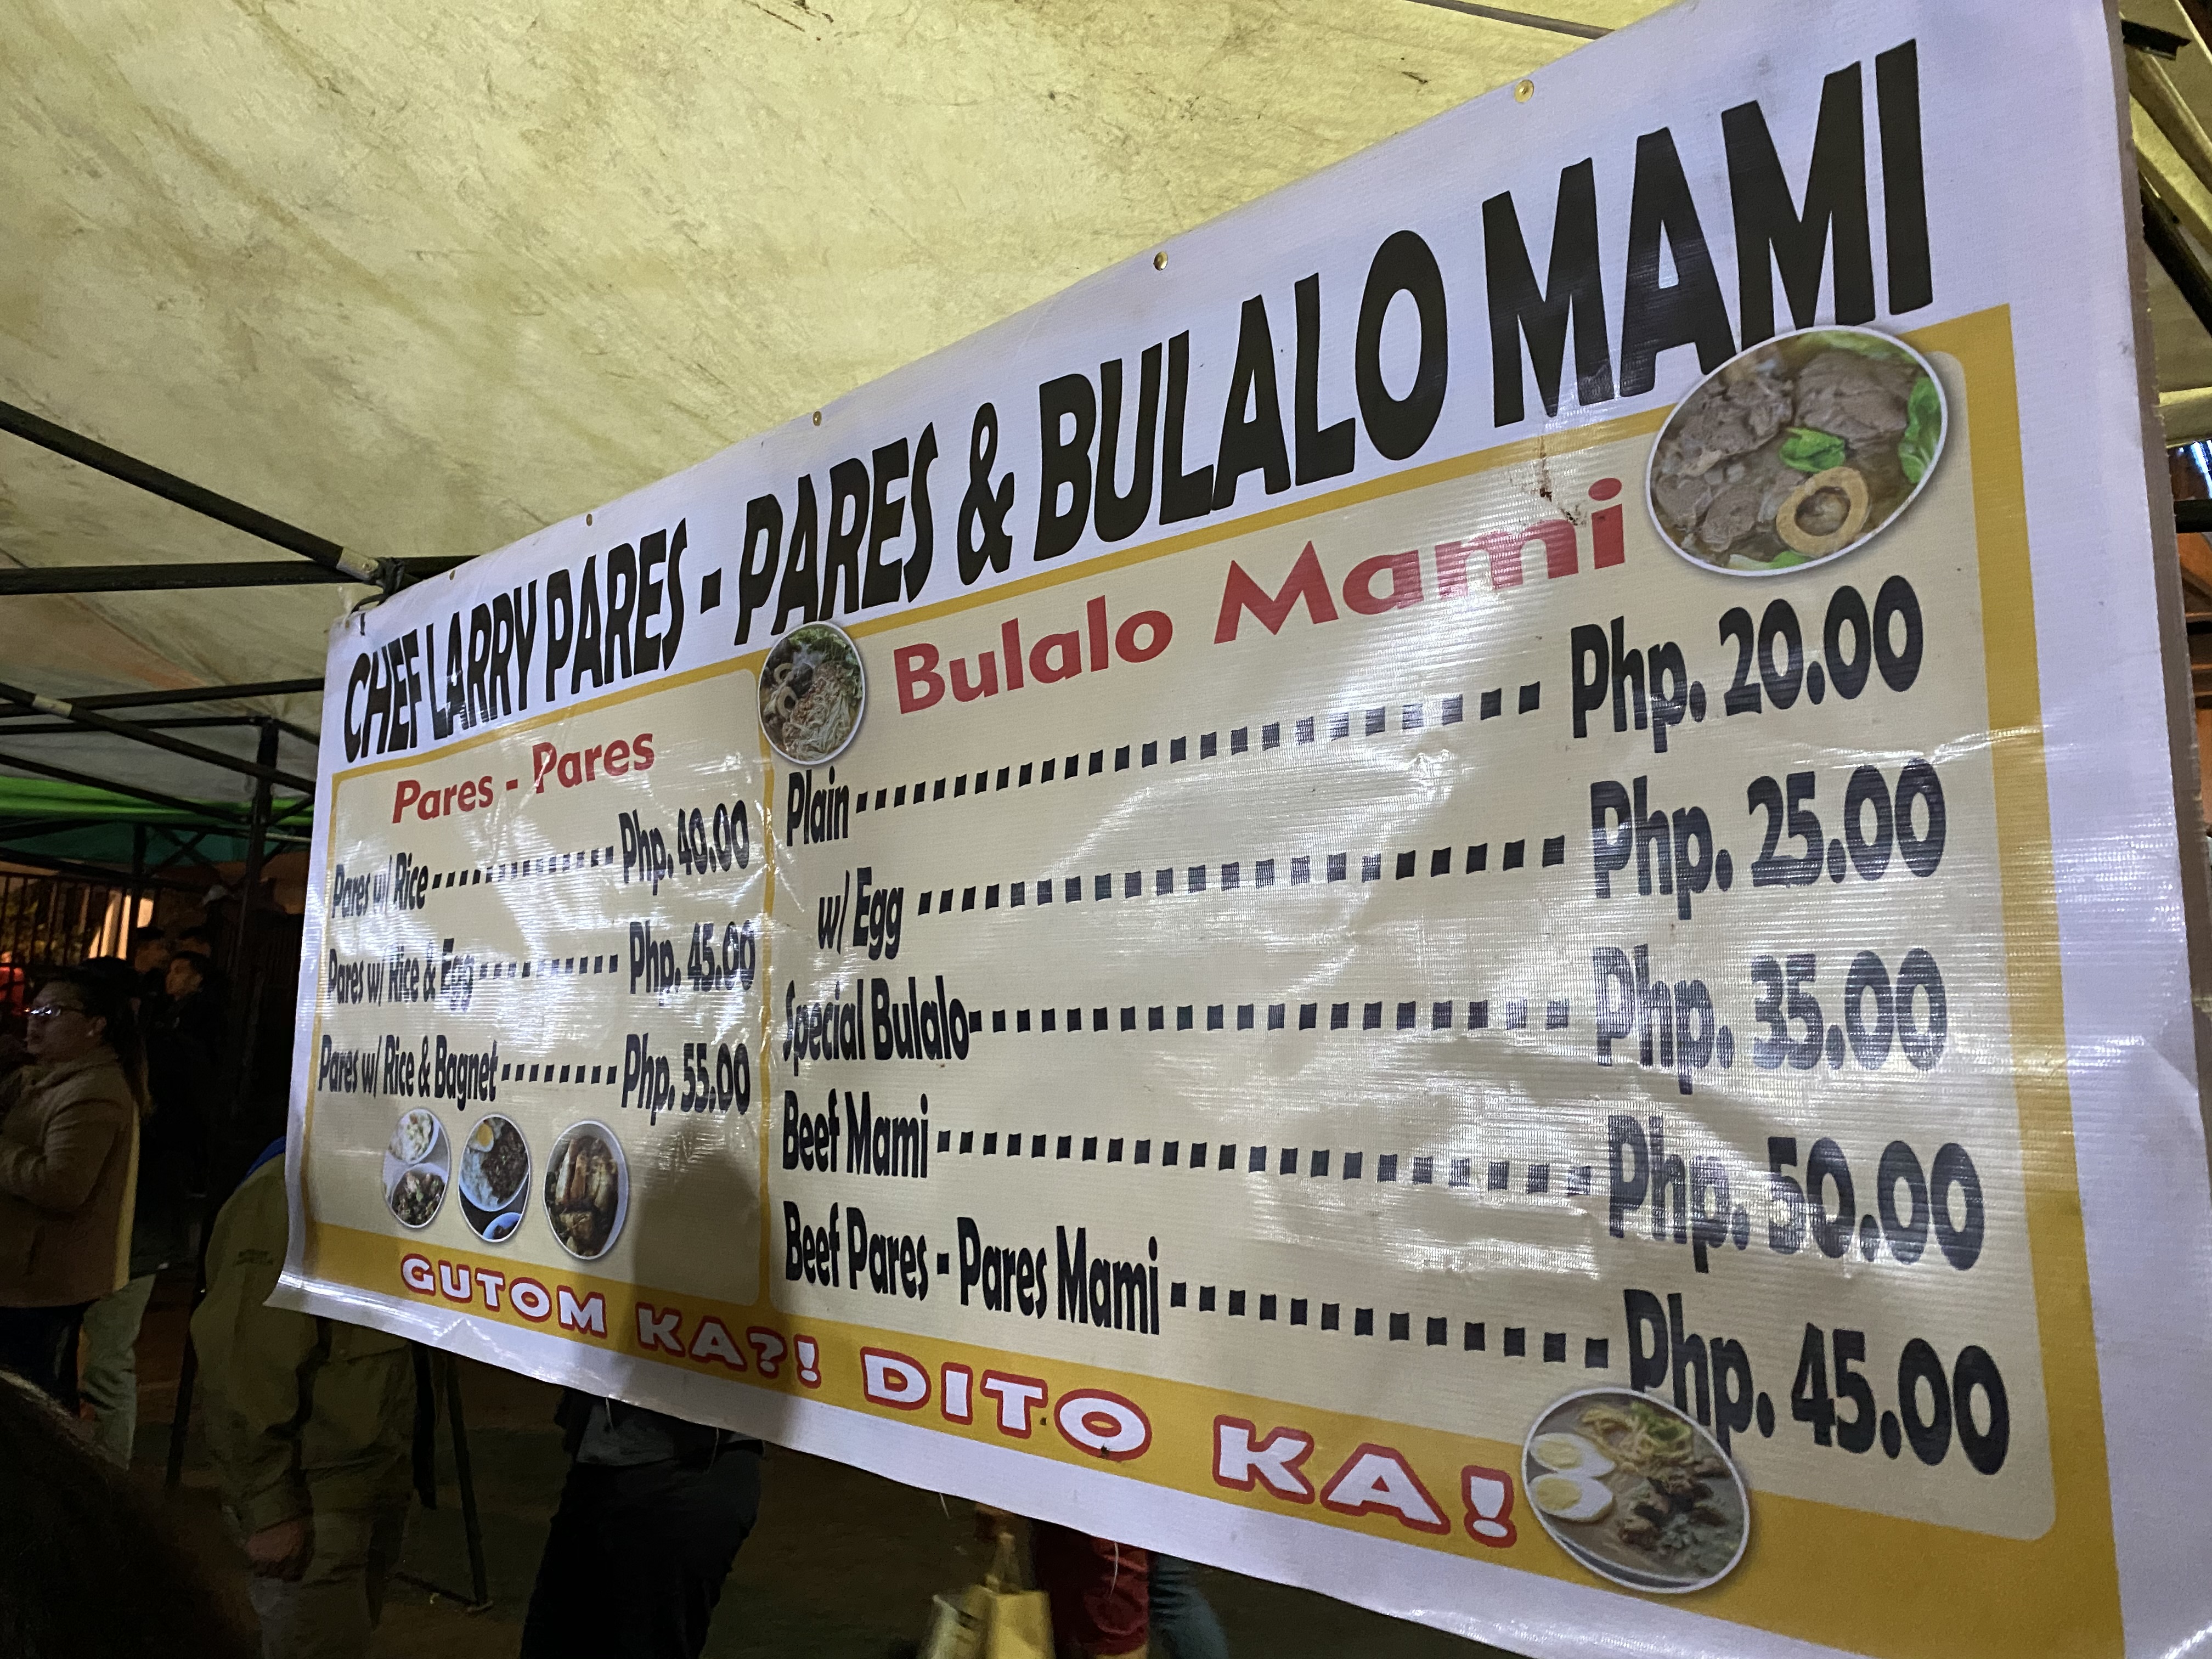 CHEF LARRY PARES - PARES & BULALO MAMI
Pares - Pares
Pares w/ Rice ............... Php. 40.00
Pares w/ Rice & Egg ........... Php. 45.00
Pares w/ Rice & Bagnet ........ Php. 55.00
Bulalo Mami
Plain ........................ Php. 20.00
w/ Egg ...................... Php. 25.00
Special Bulalo .................... Php. 35.00
Beef Mami ....................... Php. 50.00
Beef Pares - Pares Mami ............... Php. 45.00
GUTOM KA?! DITO KA!